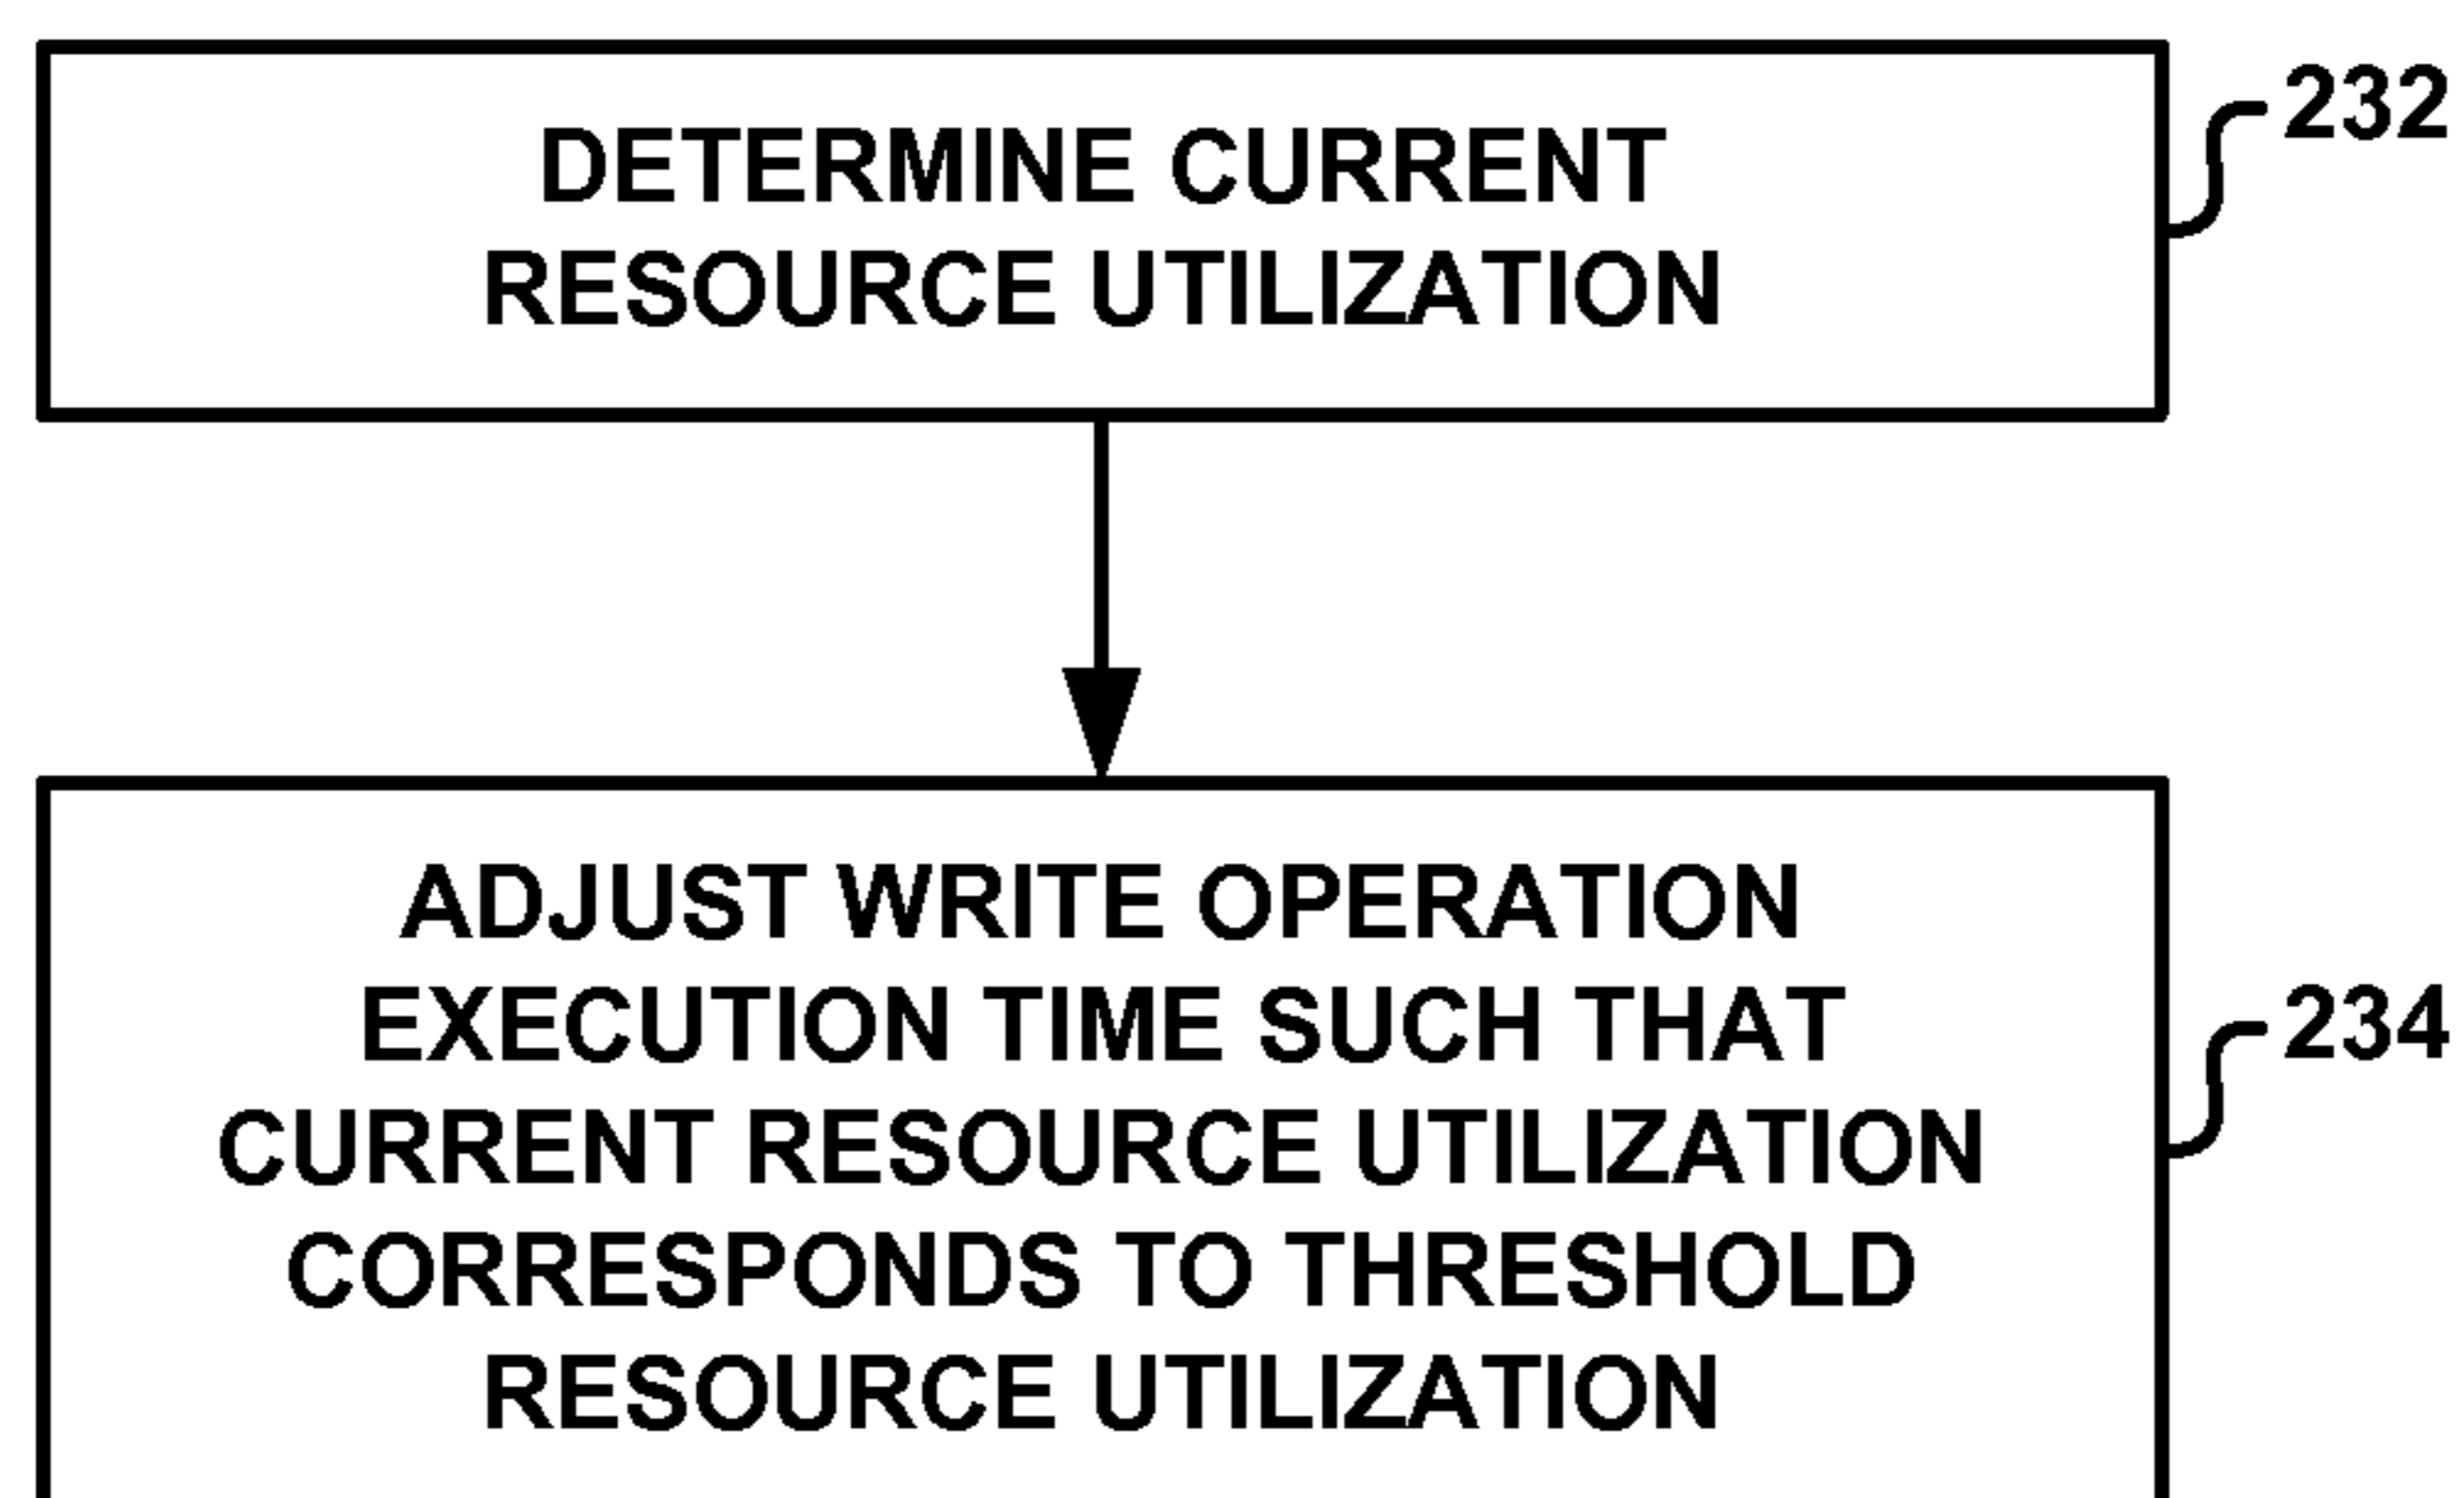 DETERMINE CURRENT
RESOURCE UTILIZATION
232
ADJUST WRITE OPERATION
EXECUTION TIME SUCH THAT
CURRENT RESOURCE UTILIZATION
CORRESPONDS TO THRESHOLD
RESOURCE UTILIZATION
234